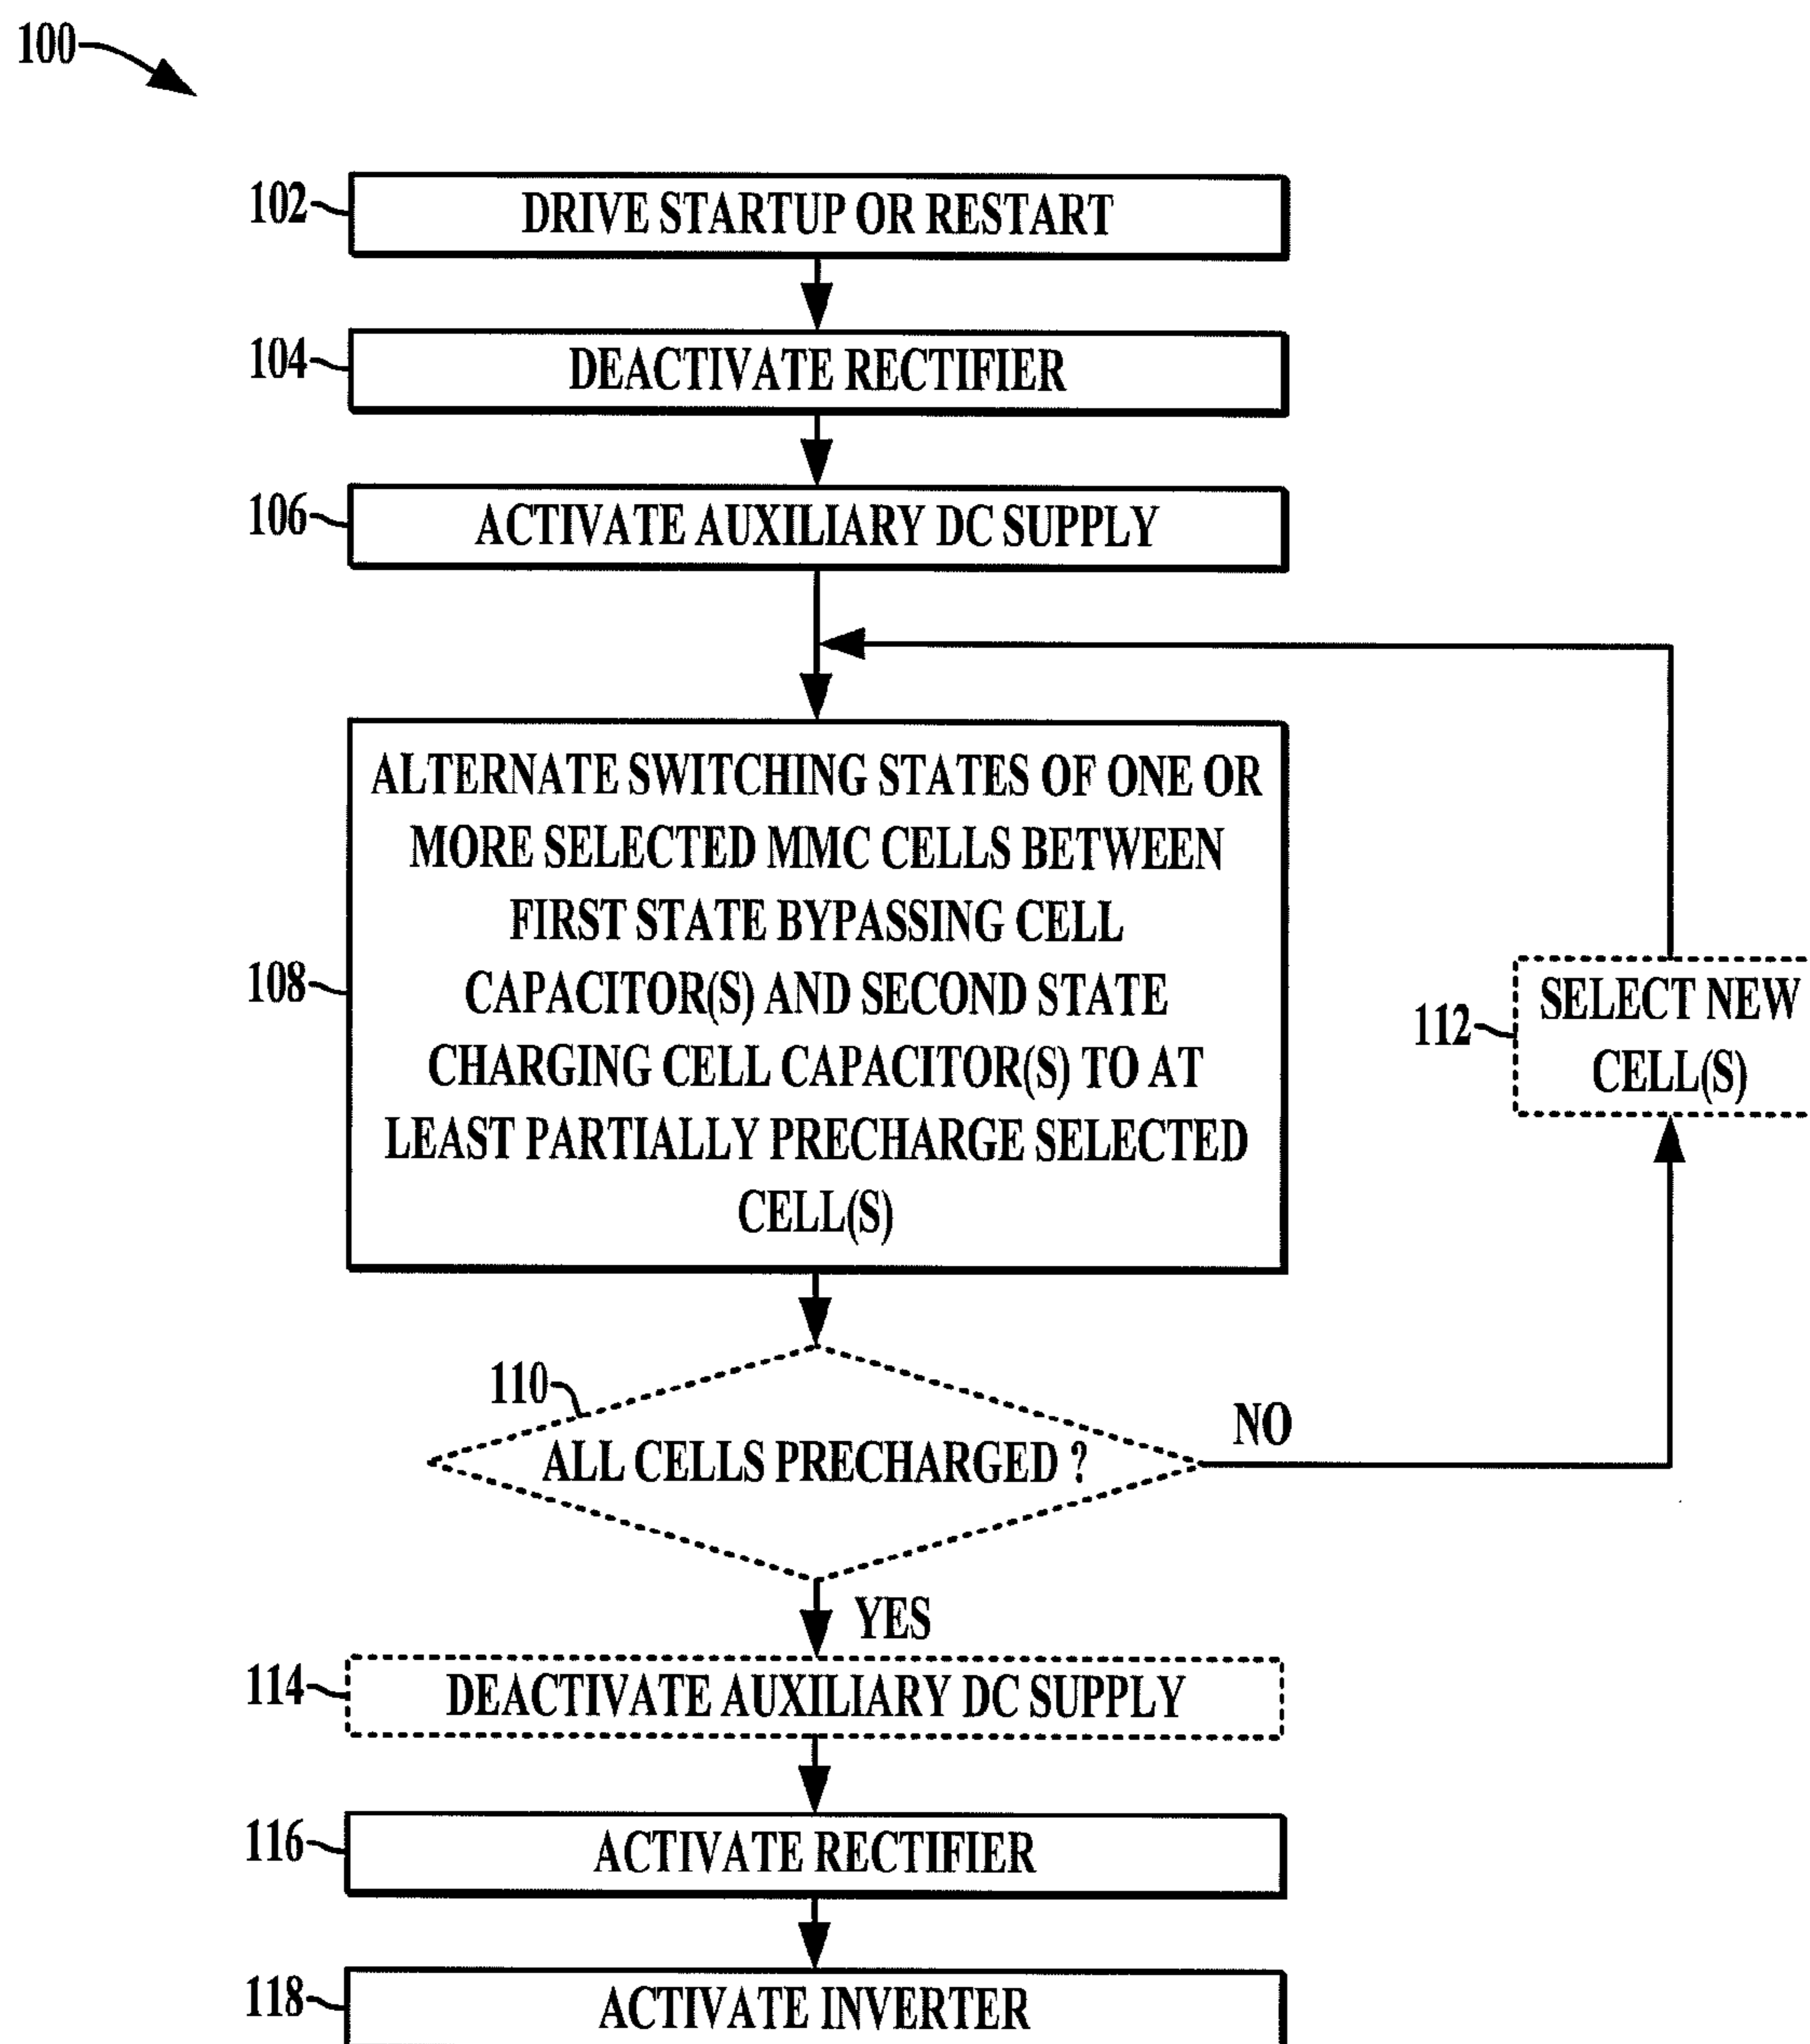 100
102
DRIVE STARTUP OR RESTART
104
DEACTIVATE RECTIFIER
106
ACTIVATE AUXILIARY DC SUPPLY
108
ALTERNATE SWITCHING STATES OF ONE OR
MORE SELECTED MMC CELLS BETWEEN
FIRST STATE BYPASSING CELL
CAPACITOR(S) AND SECOND STATE
CHARGING CELL CAPACITOR(S) TO AT
LEAST PARTIALLY PRECHARGE SELECTED
CELL(S)
112
SELECT NEW
CELL(S)
110
ALL CELLS PRECHARGED ?
NO
YES
114
DEACTIVATE AUXILIARY DC SUPPLY
116
ACTIVATE RECTIFIER
118
ACTIVATE INVERTER